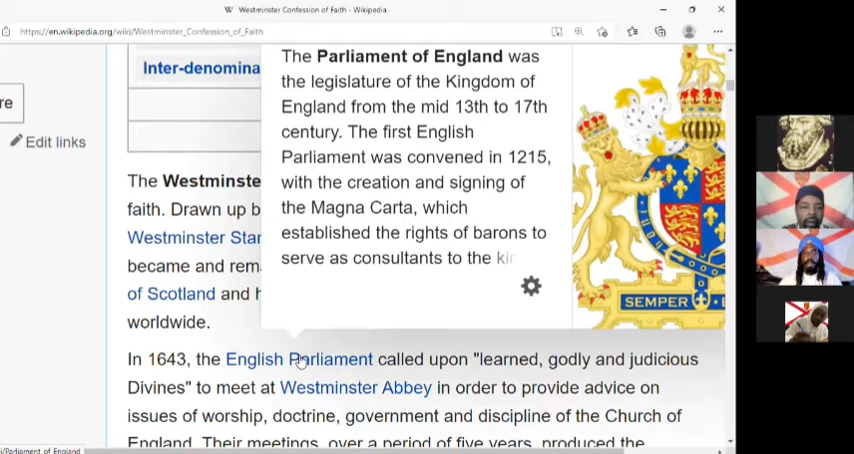 Westminster Confession of Faith - Wikipedia
https://en.wikipedia.org/wiki/Westminster_Confession_of_Faith
re
Edit links
Inter-denomina
The Parliament of England was
the legislature of the Kingdom of
England from the mid 13th to 17th
century. The first English
Parliament was convened in 1215,
with the creation and signing of
the Magna Carta, which
established the rights of barons to
serve as consultants to the kin
SEMPER
The Westminste
faith. Drawn up b
Westminster Star
became and rem
of Scotland and h
worldwide.
In 1643, the English Parliament called upon "learned, godly and judicious
Divines" to meet at Westminster Abbey in order to provide advice on
issues of worship, doctrine, government and discipline of the Church of
England. Their meetings, over a period of five years, produced the
i/Parliament of England